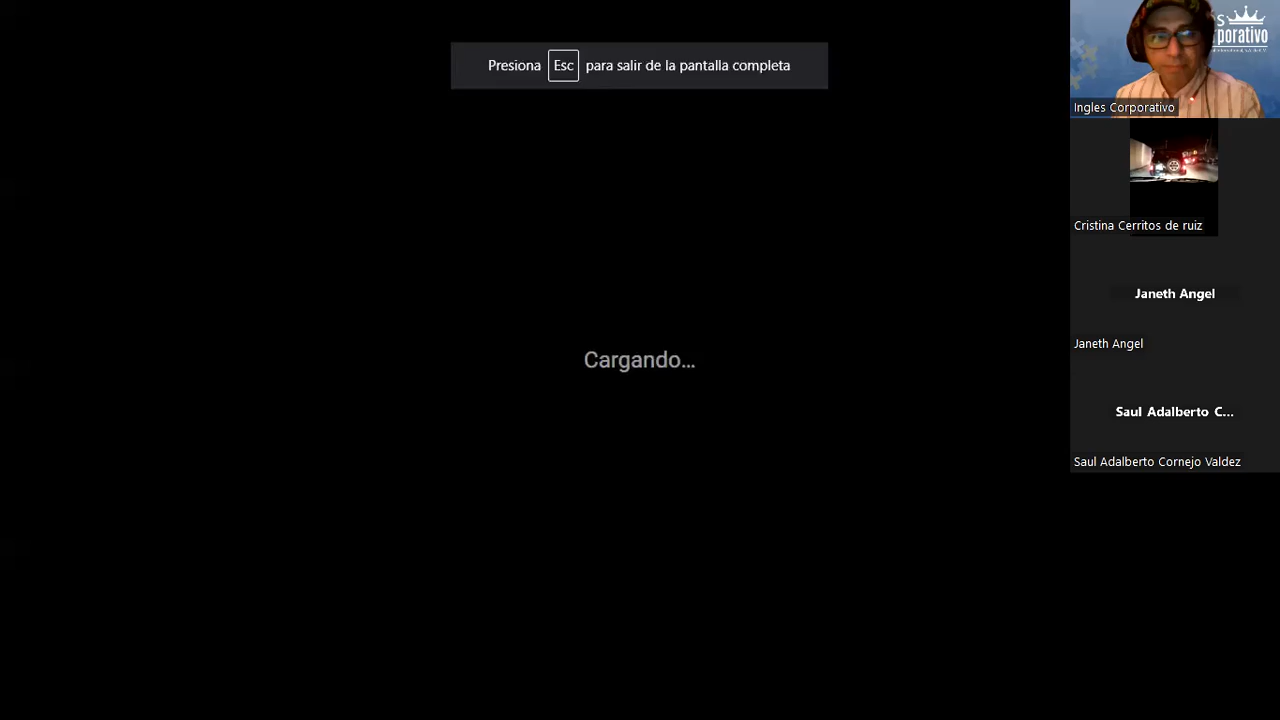 Presiona Esc para salir de la pantalla completa
Cargando...
S
porativo
Ingles Corporativo
Cristina Cerritos de ruiz
Janeth Angel
Janeth Angel
Saul Adalberto C...
Saul Adalberto Cornejo Valdez